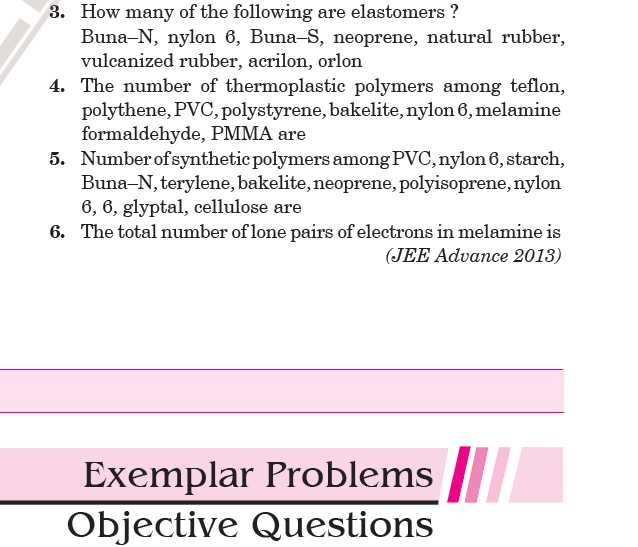 3. How many of the following are elastomers ?
Buna–N, nylon 6, Buna–S, neoprene, natural rubber,
vulcanized rubber, acrilon, orlon
4. The number of thermoplastic polymers among teflon,
polythene, PVC, polystyrene, bakelite, nylon 6, melamine
formaldehyde, PMMA are
5. Number of synthetic polymers among PVC, nylon 6, starch,
Buna–N, terylene, bakelite, neoprene, polyisoprene, nylon
6, 6, glyptal, cellulose are
6. The total number of lone pairs of electrons in melamine is
(JEE Advance 2013)
Exemplar Problems
Objective Questions